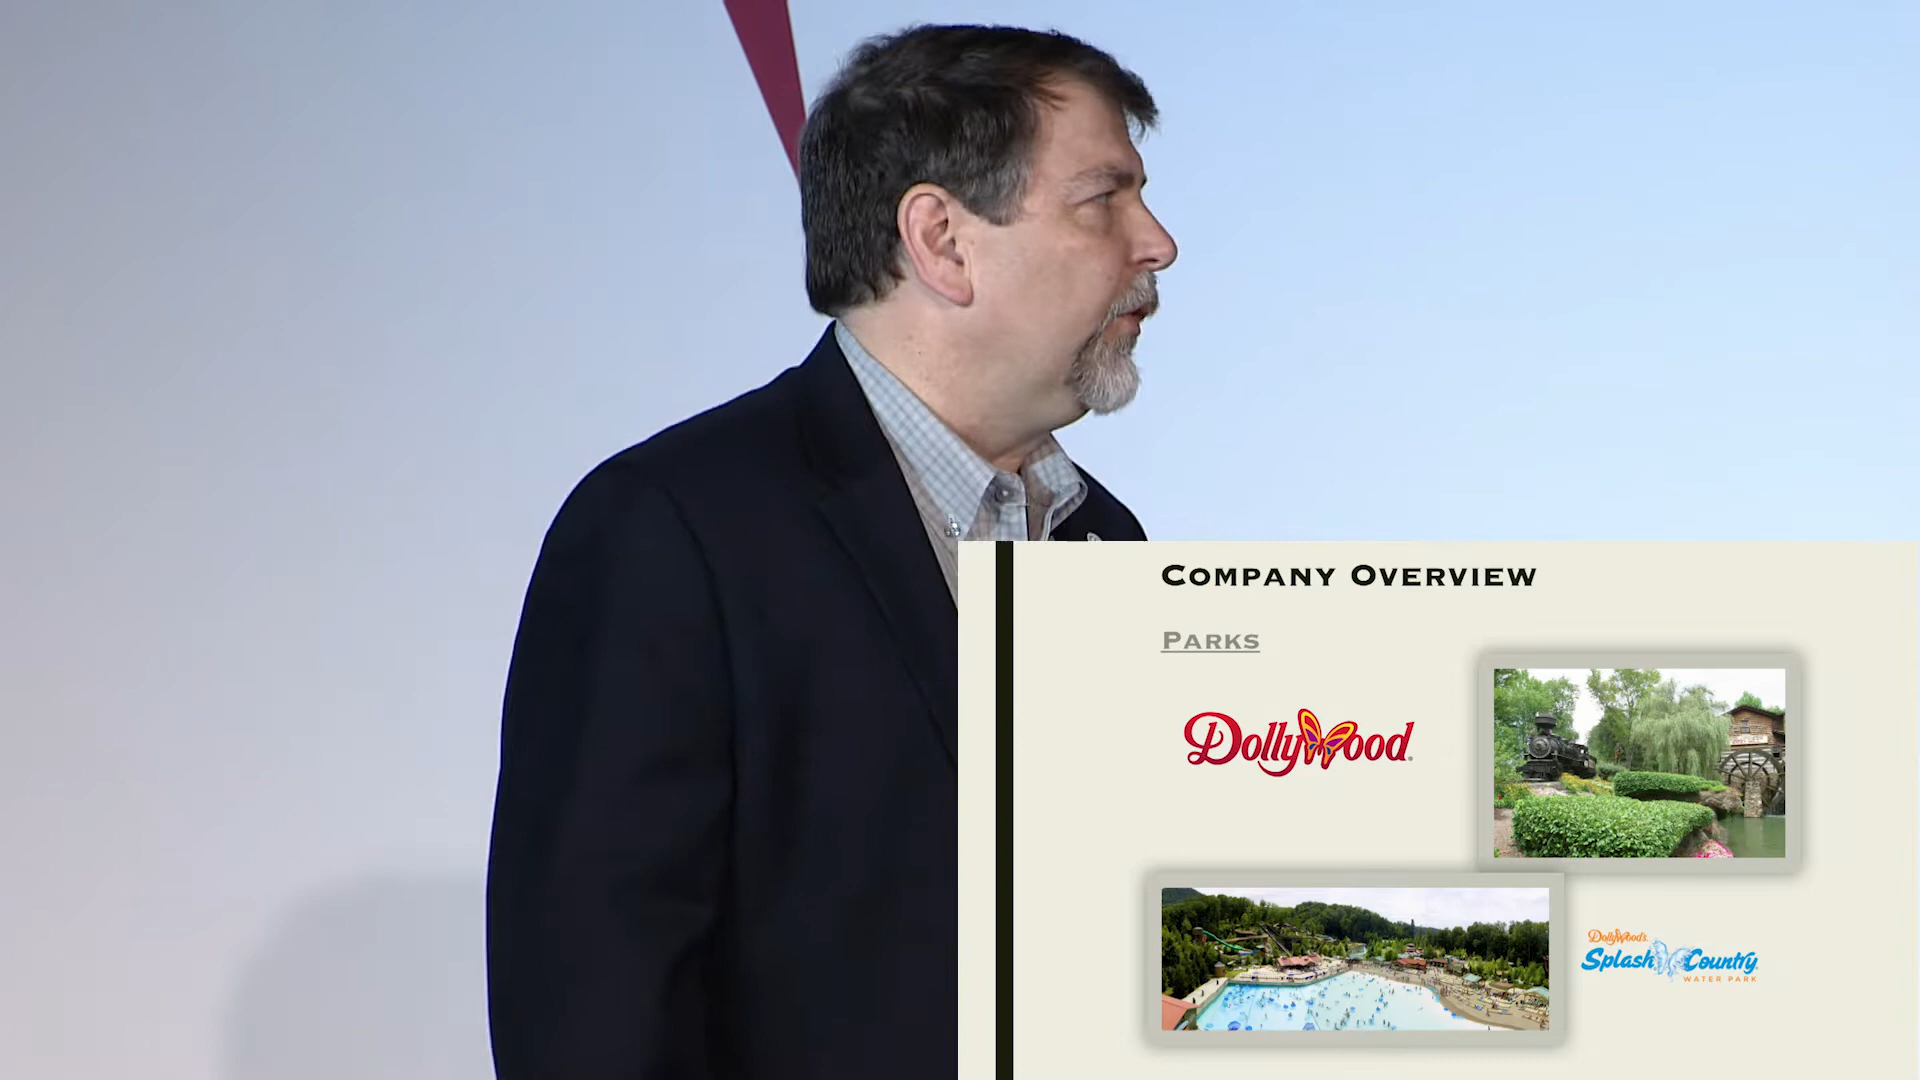 COMPANY OVERVIEW
PARKS
Dollywood
Dollywood's
Splash Country
WATER PARK